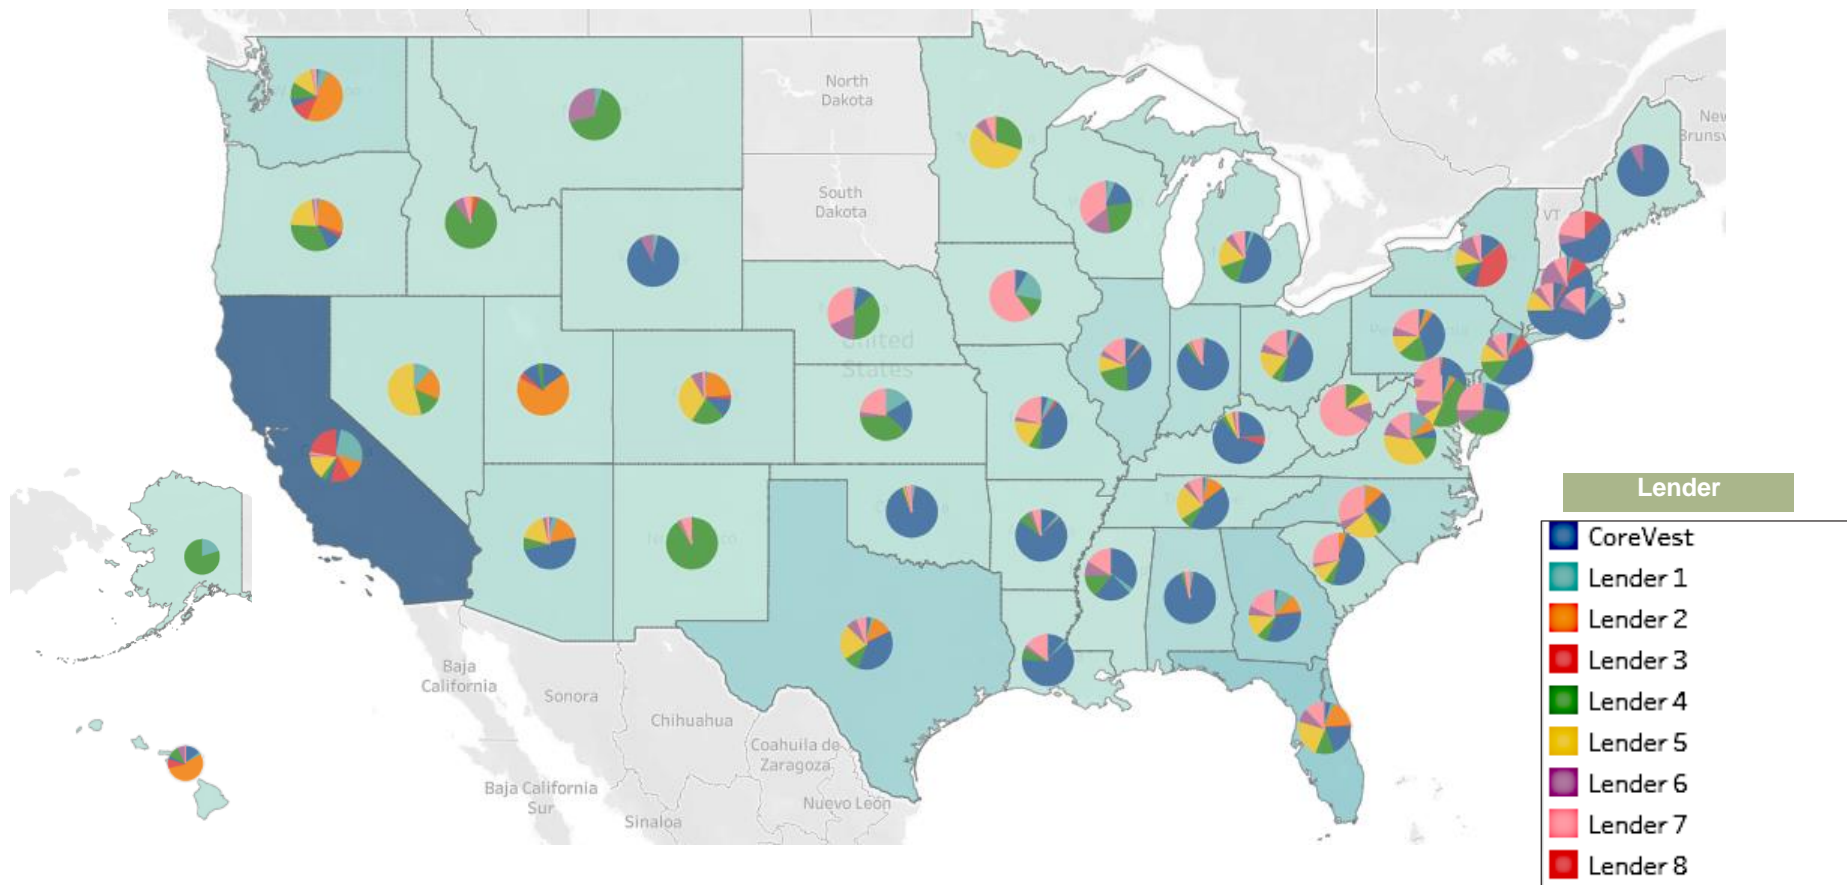 North
Dakota
New
Brunsw
South
Dakota
VT
United
States
Lender
CoreVest
Lender 1
Lender 2
Lender 3
Lender 4
Lender 5
Lender 6
Lender 7
Lender 8
Baja
California
Sonora
Chihuahua
Coahuila de
Zaragoza
Baja California
Sur
Nuevo León
Sinaloa